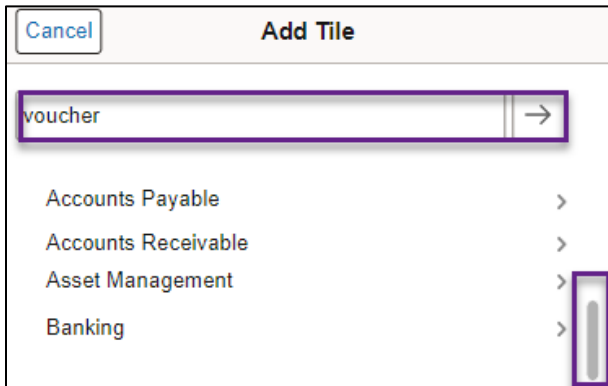 Cancel Add Tile
voucher
Accounts Payable
Accounts Receivable
Asset Management
Banking